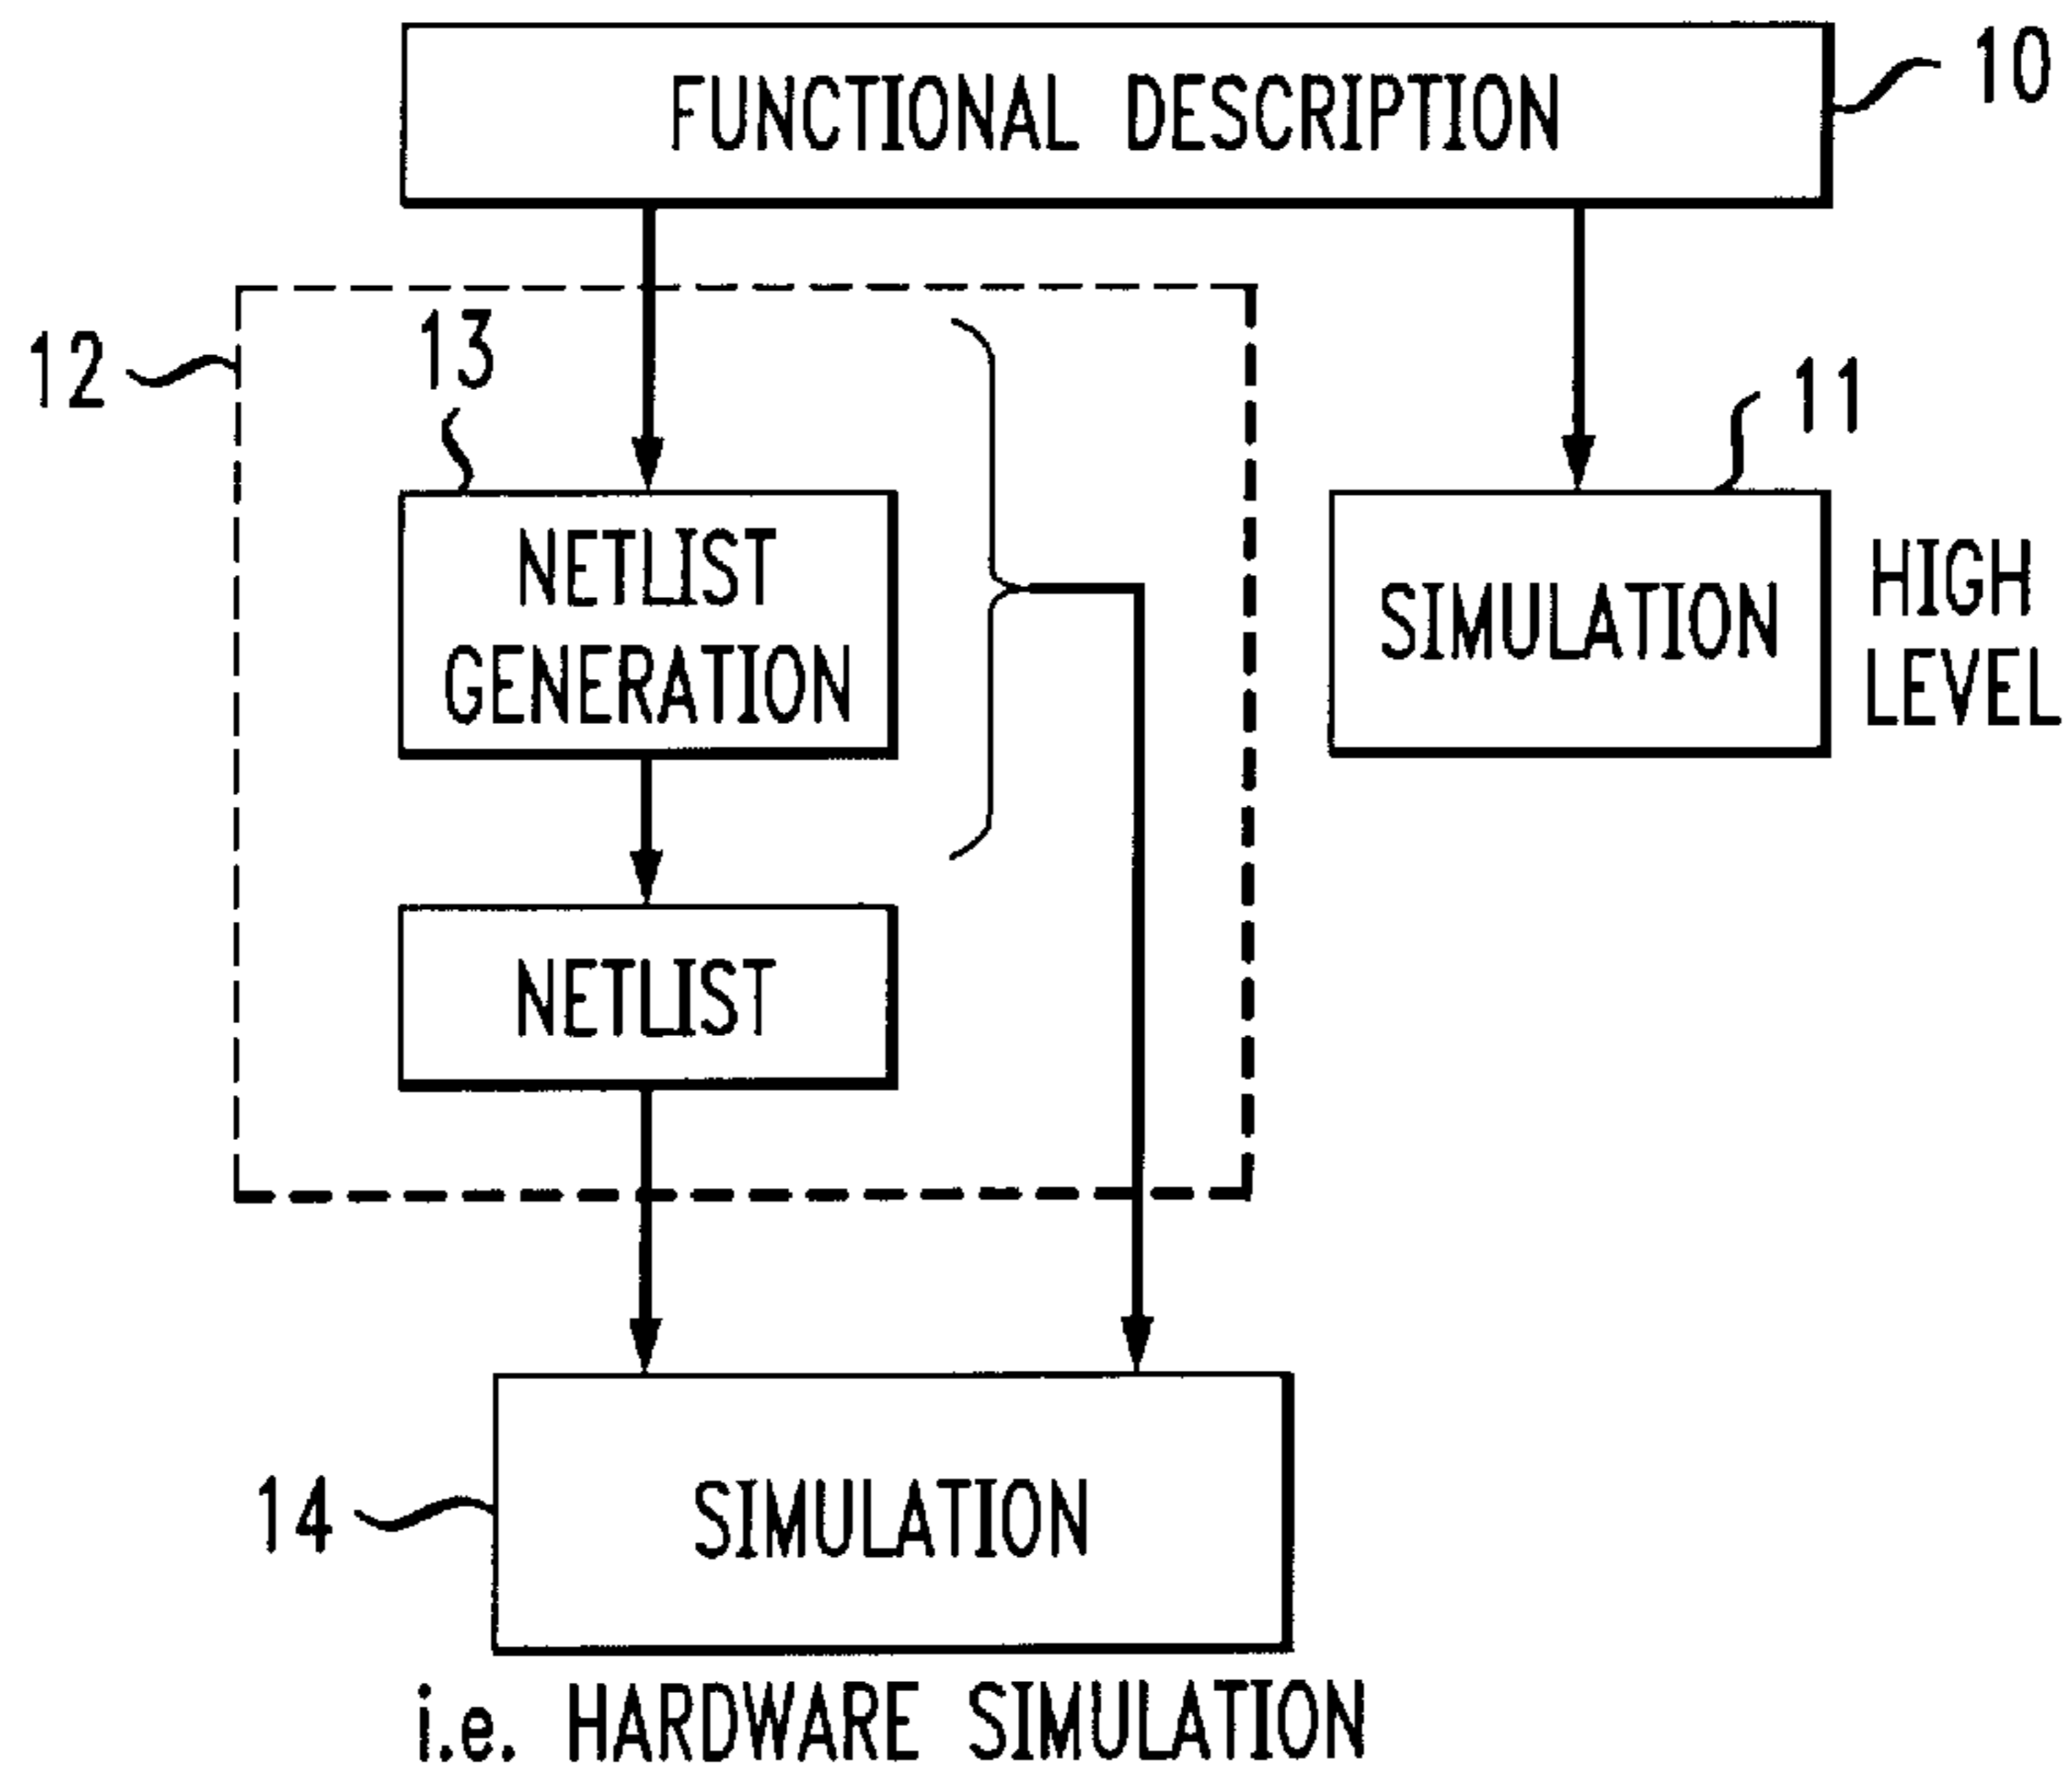 FUNCTIONAL DESCRIPTION
10
12
13
11
NETLIST
GENERATION
SIMULATION
HIGH
LEVEL
NETLIST
14
SIMULATION
i.e. HARDWARE SIMULATION